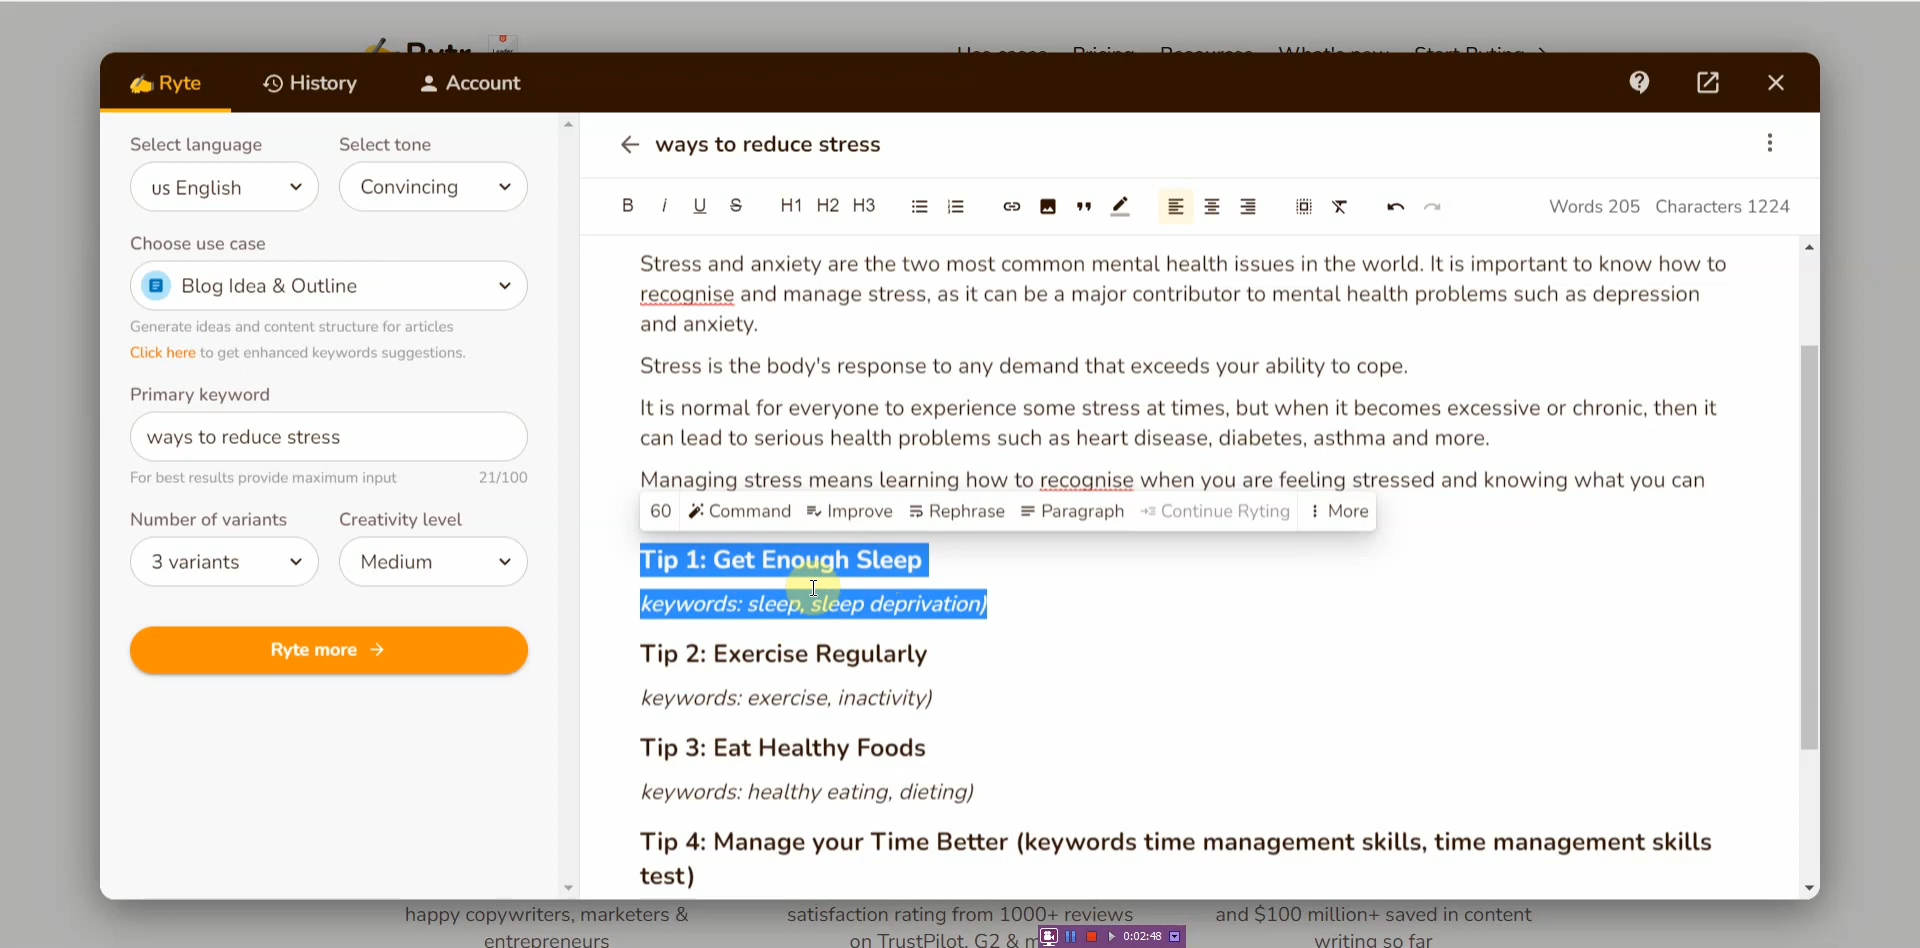 Rytr
Use cases Pricing Resources What's new Start Ryting
Ryte
History
Account
Select language
Select tone
us English
Convincing
Choose use case
Blog Idea & Outline
Generate ideas and content structure for articles
Click here to get enhanced keywords suggestions.
Primary keyword
ways to reduce stress
For best results provide maximum input 21/100
Number of variants
Creativity level
3 variants
Medium
Ryte more →
ways to reduce stress
B i U S H1 H2 H3
Words 205 Characters 1224
Stress and anxiety are the two most common mental health issues in the world. It is important to know how to
recognise and manage stress, as it can be a major contributor to mental health problems such as depression
and anxiety.
Stress is the body's response to any demand that exceeds your ability to cope.
It is normal for everyone to experience some stress at times, but when it becomes excessive or chronic, then it
can lead to serious health problems such as heart disease, diabetes, asthma and more.
Managing stress means learning how to recognise when you are feeling stressed and knowing what you can
60 Command Improve Rephrase Paragraph Continue Ryting More
Tip 1: Get Enough Sleep
keywords: sleep, sleep deprivation)
Tip 2: Exercise Regularly
keywords: exercise, inactivity)
Tip 3: Eat Healthy Foods
keywords: healthy eating, dieting)
Tip 4: Manage your Time Better (keywords time management skills, time management skills
test)
happy copywriters, marketers &
entrepreneurs
satisfaction rating from 1000+ reviews
on TrustPilot, G2 &
and $100 million+ saved in content
writing so far
0:02:48